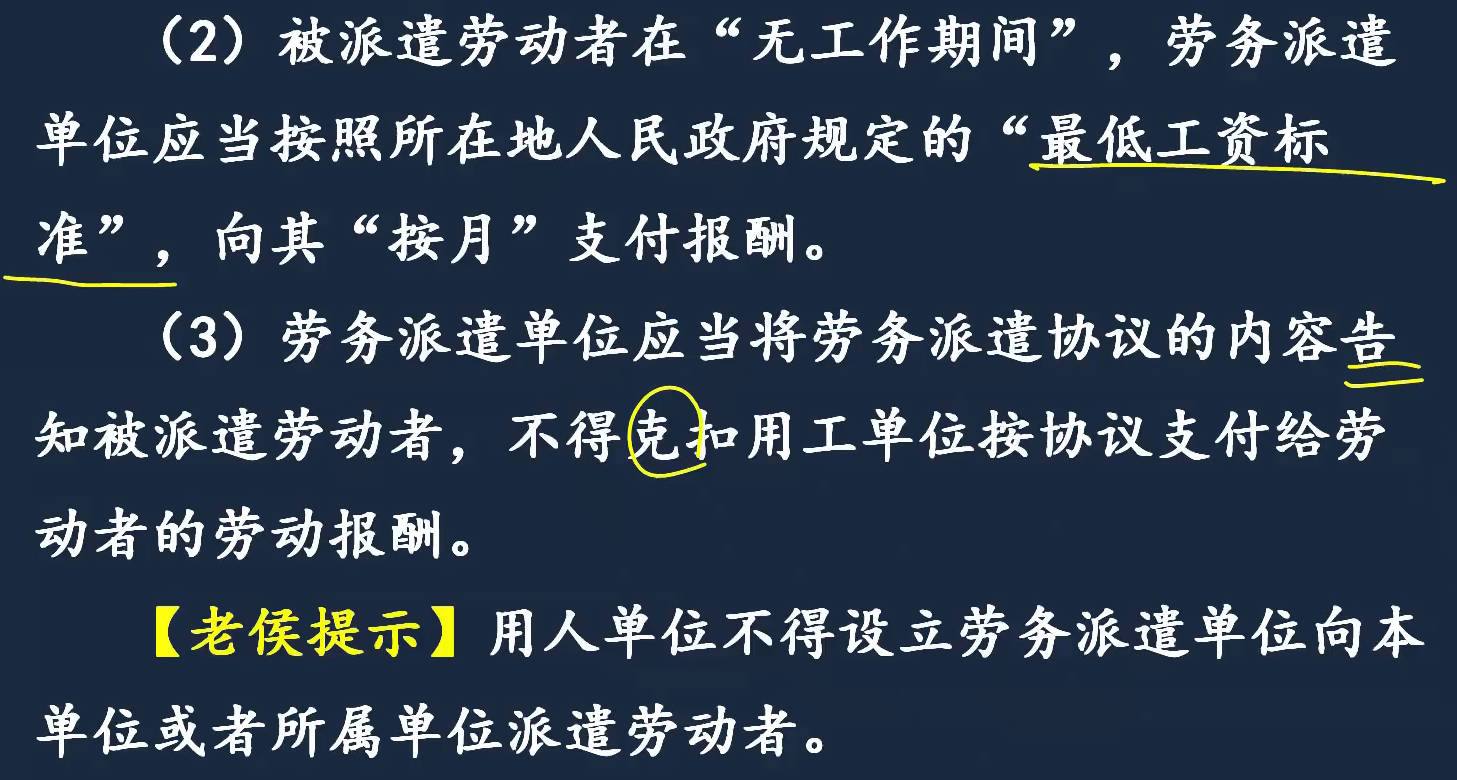 （2）被派遣劳动者在“无工作期间”，劳务派遣
单位应当按照所在地人民政府规定的“最低工资标
准”，向其“按月”支付报酬。
（3）劳务派遣单位应当将劳务派遣协议的内容告
知被派遣劳动者，不得克扣用工单位按协议支付给劳
动者的劳动报酬。
【老侯提示】用人单位不得设立劳务派遣单位向本
单位或者所属单位派遣劳动者。